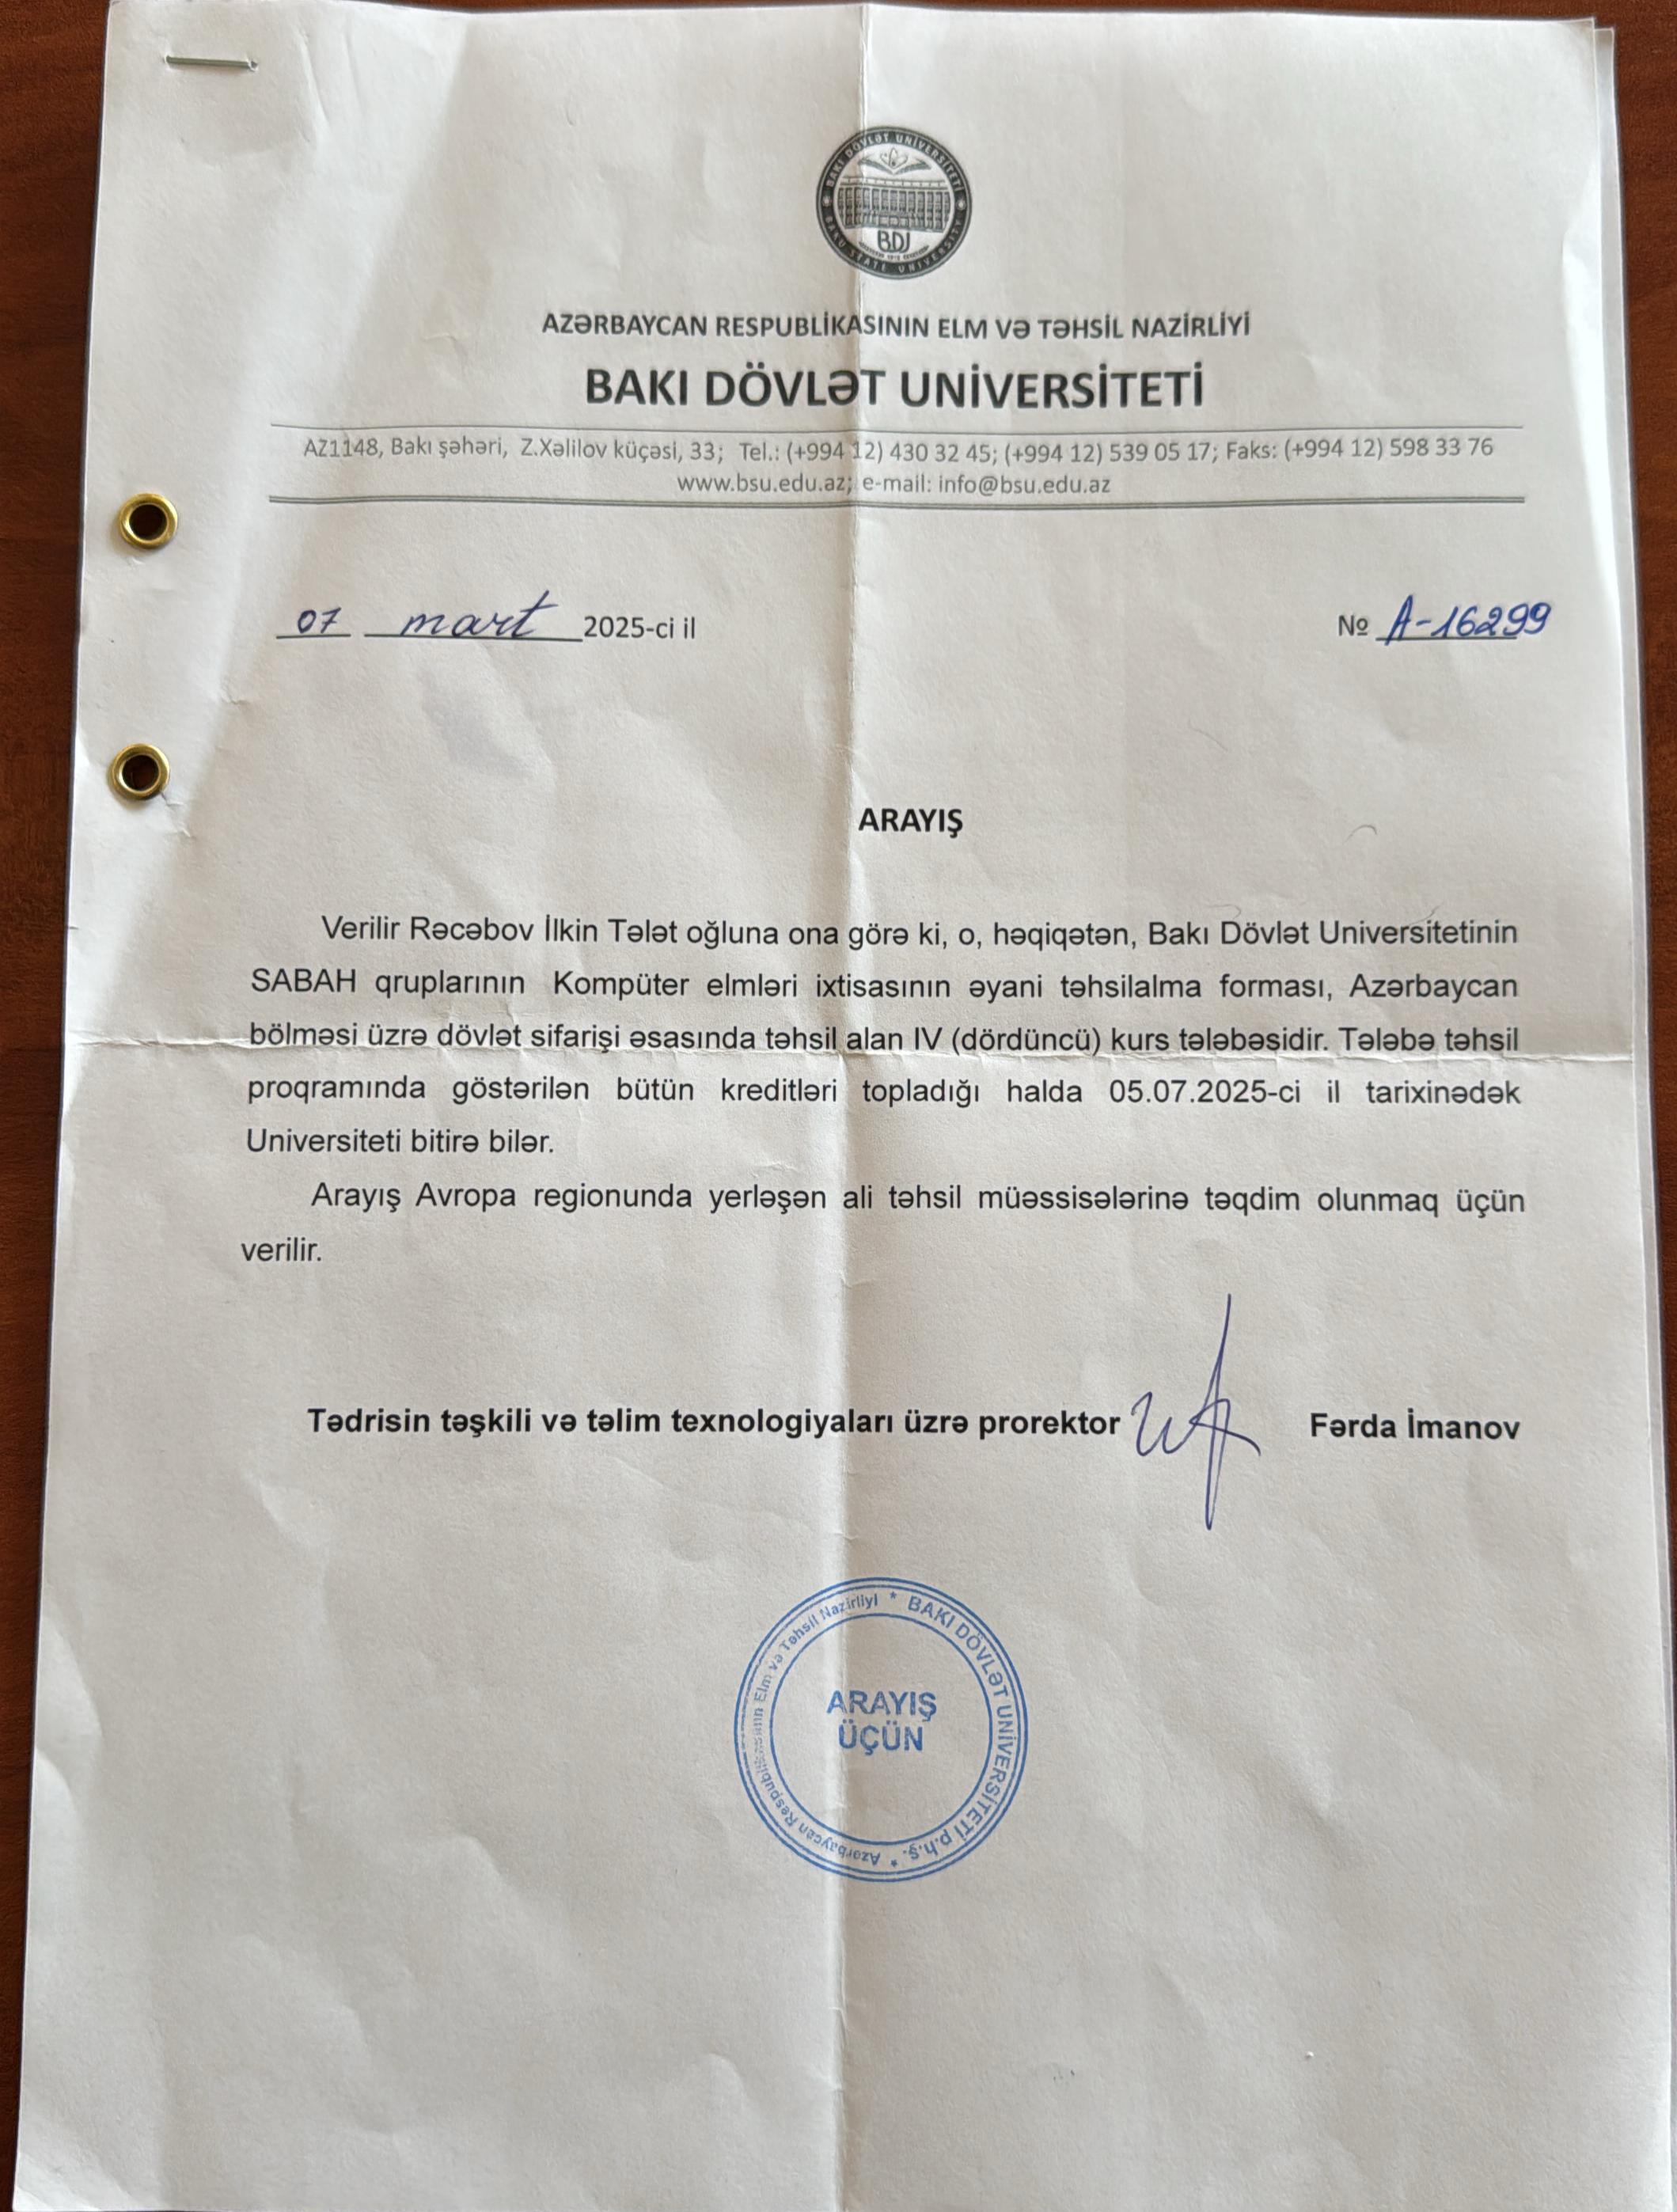 BAKI DÖVLƏT UNİVERSİTETİ
BAKU STATE UNIVERSITY
BDU
AZƏRBAYCAN RESPUBLİKASININ ELM VƏ TƏHSİL NAZİRLİYİ
BAKI DÖVLƏT UNİVERSİTETİ
AZ1148, Bakı şəhəri, Z.Xəlilov küçəsi, 33; Tel.: (+994 12) 430 32 45; (+994 12) 539 05 17; Faks: (+994 12) 598 33 76
www.bsu.edu.az; e-mail: info@bsu.edu.az
07 mart 2025-ci il
№ A-16299
ARAYIŞ
Verilir Rəcəbov İlkin Tələt oğluna ona görə ki, o, həqiqətən, Bakı Dövlət Universitetinin
SABAH qruplarının Kompüter elmləri ixtisasının əyani təhsilalma forması, Azərbaycan
bölməsi üzrə dövlət sifarişi əsasında təhsil alan IV (dördüncü) kurs tələbəsidir. Tələbə təhsil
proqramında göstərilən bütün kreditləri topladığı halda 05.07.2025-ci il tarixinədək
Universiteti bitirə bilər.
Arayış Avropa regionunda yerləşən ali təhsil müəssisələrinə təqdim olunmaq üçün
verilir.
Tədrisin təşkili və təlim texnologiyaları üzrə prorektor Fərda İmanov
Azərbaycan Respublikasının Elm və Təhsil Nazirliyi * BAKI DÖVLƏT UNİVERSİTETİ p.h.ş. *
ARAYIŞ
ÜÇÜN